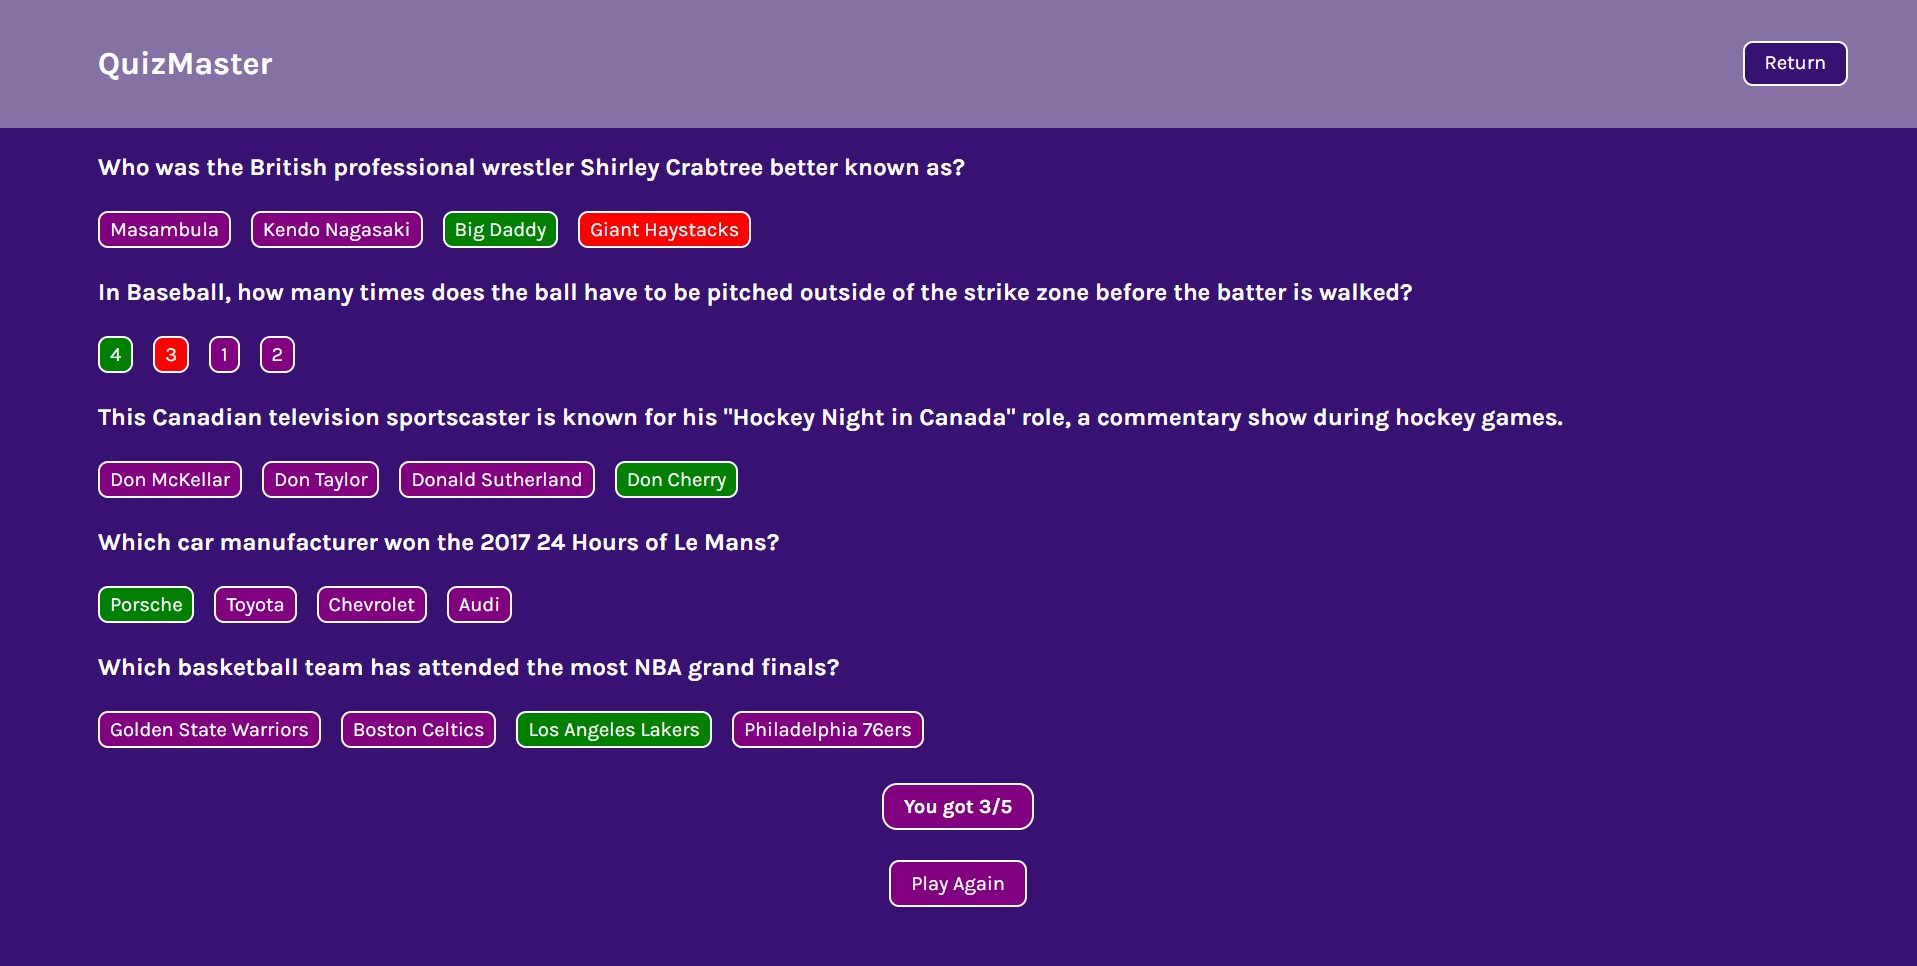 QuizMaster
Return
Who was the British professional wrestler Shirley Crabtree better known as?
Masambula Kendo Nagasaki Big Daddy Giant Haystacks
In Baseball, how many times does the ball have to be pitched outside of the strike zone before the batter is walked?
4 3 1 2
This Canadian television sportscaster is known for his "Hockey Night in Canada" role, a commentary show during hockey games.
Don McKellar Don Taylor Donald Sutherland Don Cherry
Which car manufacturer won the 2017 24 Hours of Le Mans?
Porsche Toyota Chevrolet Audi
Which basketball team has attended the most NBA grand finals?
Golden State Warriors Boston Celtics Los Angeles Lakers Philadelphia 76ers
You got 3/5
Play Again